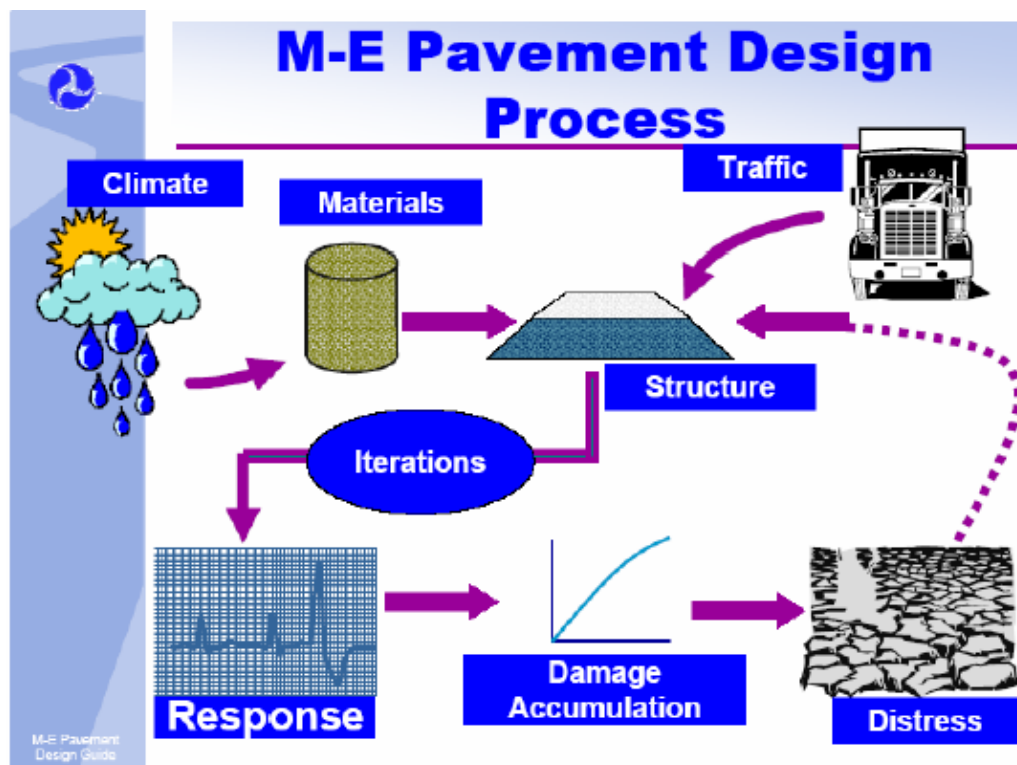 M-E Pavement Design
Process
Climate
Materials
Traffic
Structure
Iterations
Response
Damage
Accumulation
Distress
M-E Pavement
Design Guide